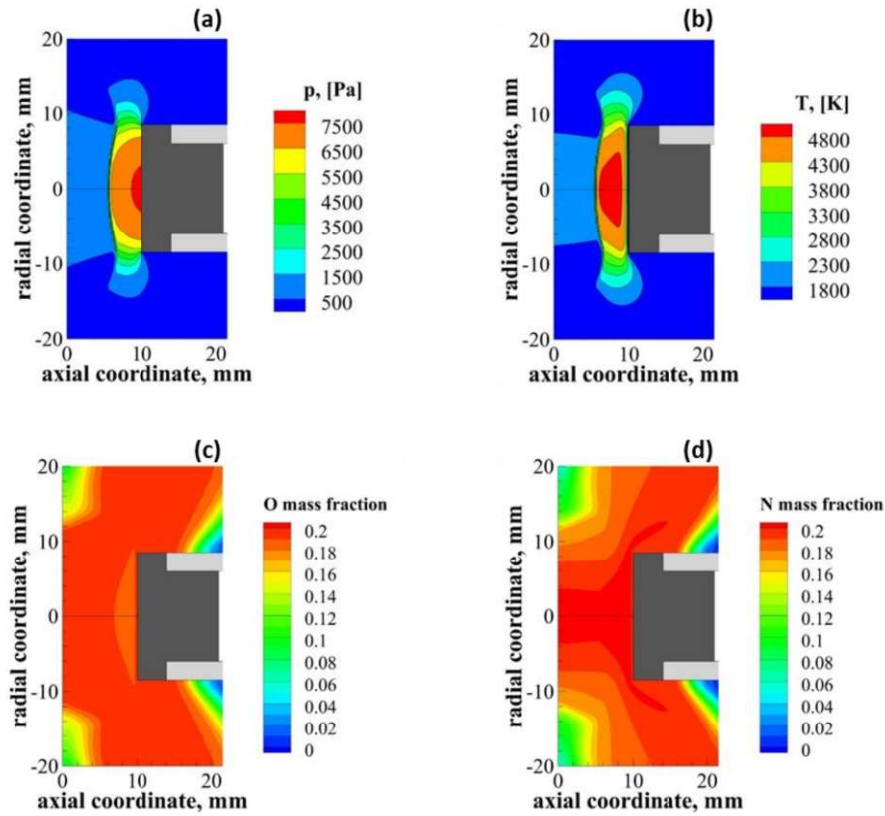 (a)
20
10
0
-10
-20
radial coordinate, mm
0 10 20
axial coordinate, mm
p, [Pa]
7500
6500
5500
4500
3500
2500
1500
500
(b)
20
10
0
-10
-20
radial coordinate, mm
0 10 20
axial coordinate, mm
T, [K]
4800
4300
3800
3300
2800
2300
1800
(c)
20
10
0
-10
-20
radial coordinate, mm
0 10 20
axial coordinate, mm
O mass fraction
0.2
0.18
0.16
0.14
0.12
0.1
0.08
0.06
0.04
0.02
0
(d)
20
10
0
-10
-20
radial coordinate, mm
0 10 20
axial coordinate, mm
N mass fraction
0.2
0.18
0.16
0.14
0.12
0.1
0.08
0.06
0.04
0.02
0